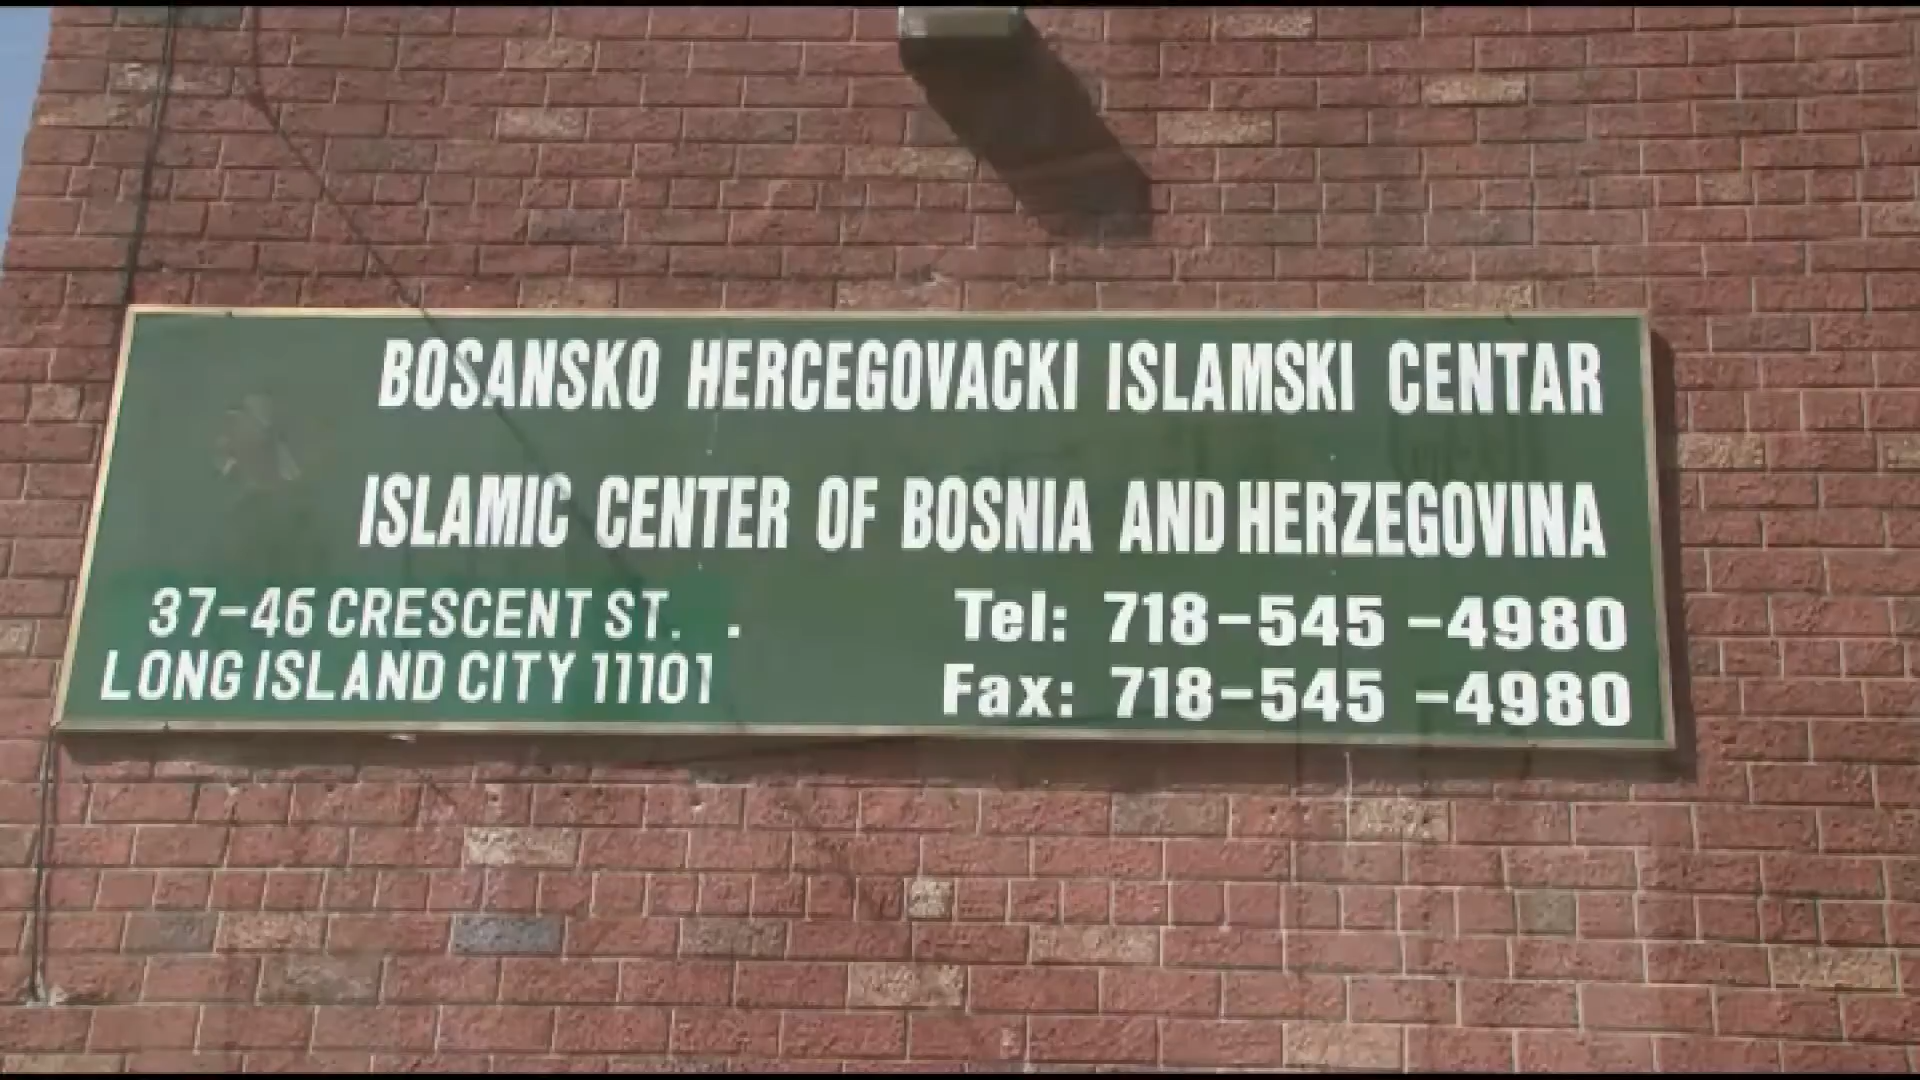 BOSANSKO HERCEGOVACKI ISLAMSKI CENTAR
ISLAMIC CENTER OF BOSNIA AND HERZEGOVINA
37-46 CRESCENT ST. .
LONG ISLAND CITY 11101
Tel: 718-545-4980
Fax: 718-545-4980